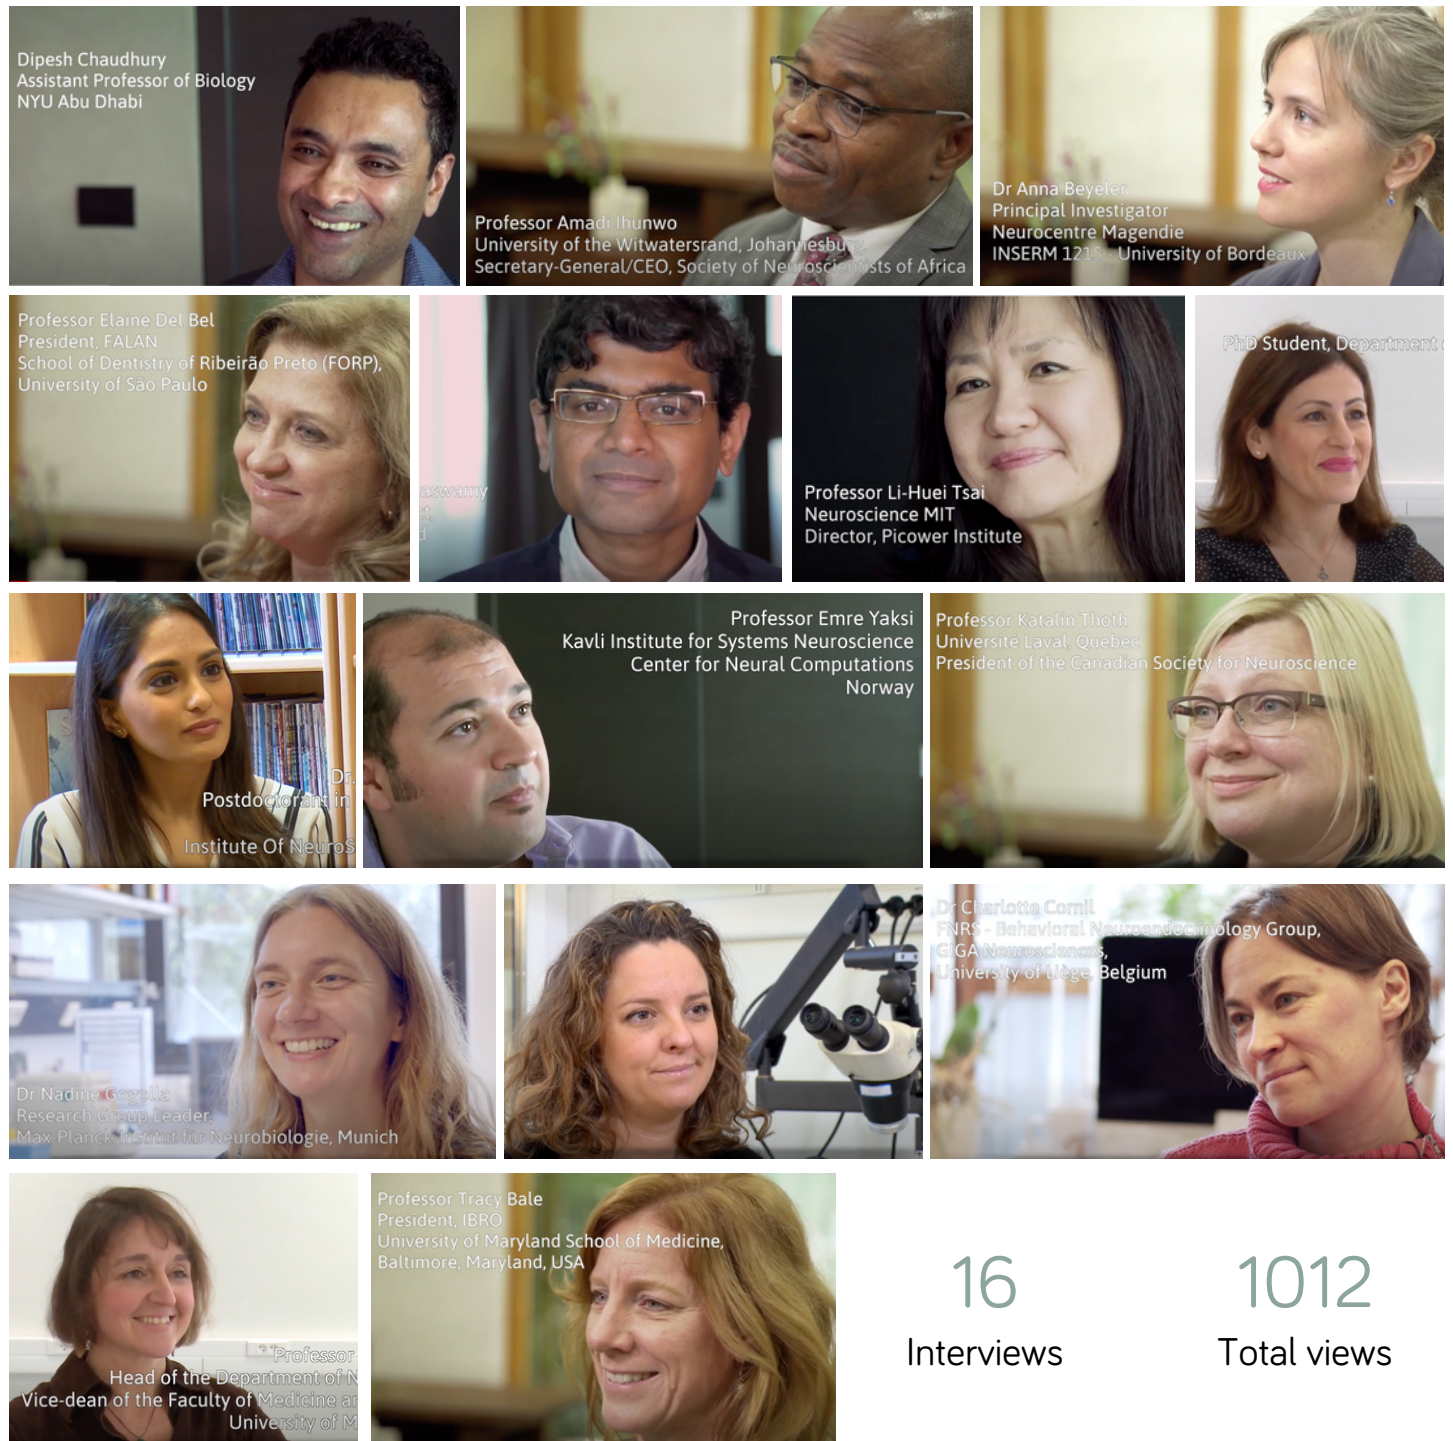 Dipesh Chaudhury
Assistant Professor of Biology
NYU Abu Dhabi
Professor Amadi Ihunwo
University of the Witwatersrand, Johannesburg
Secretary-General/CEO, Society of Neuroscientists of Africa
Dr Anna Beyeler
Principal Investigator
Neurocentre Magendie
INSERM 1215 - University of Bordeaux
Professor Elaine Del Bel
President, FALAN
School of Dentistry of Ribeirão Preto (FORP),
University of São Paulo
aswamy
Professor Li-Huei Tsai
Neuroscience MIT
Director, Picower Institute
PhD Student, Department
Dr.
Postdoctorant in
Institute Of NeuroS
Professor Emre Yaksi
Kavli Institute for Systems Neuroscience
Center for Neural Computations
Norway
Professor Katalin Thoth
Université Laval, Quebec
President of the Canadian Society for Neuroscience
Dr Nadine Gogolla
Research Group Leader,
Max Planck Institut für Neurobiologie, Munich
Dr Charlotte Cornil
FNRS - Behavioral Neuroendocrinology Group,
GIGA Neurosciences,
University of Liège, Belgium
Professor
Head of the Department of N
Vice-dean of the Faculty of Medicine an
University of M
Professor Tracy Bale
President, IBRO
University of Maryland School of Medicine,
Baltimore, Maryland, USA
16
Interviews
1012
Total views